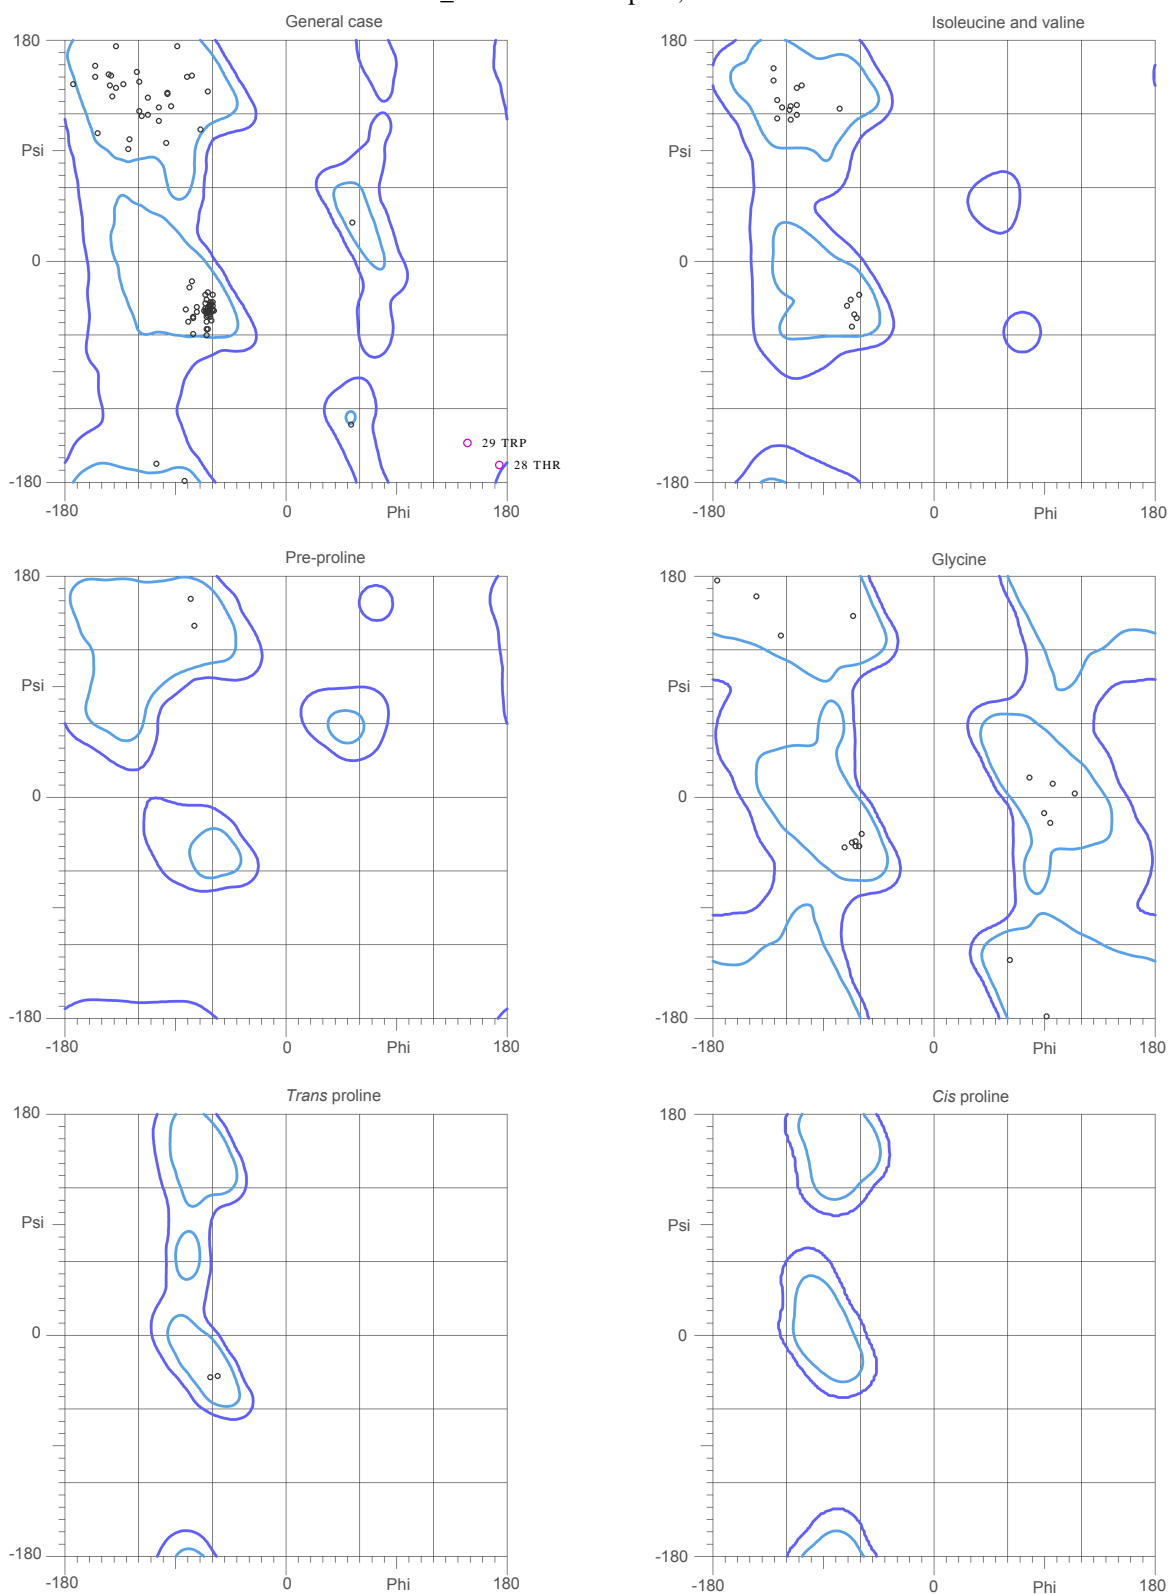 General case
Isoleucine and valine
180
180
Psi
Psi
0
0
29 TRP
28 THR
-180
-180
-180
0
Phi
180
-180
0
Phi
180
Pre-proline
Glycine
180
180
Psi
Psi
0
0
-180
-180
-180
0
Phi
180
-180
0
Phi
180
Trans proline
Cis proline
180
180
Psi
Psi
0
0
-180
-180
-180
0
Phi
180
-180
0
Phi
180